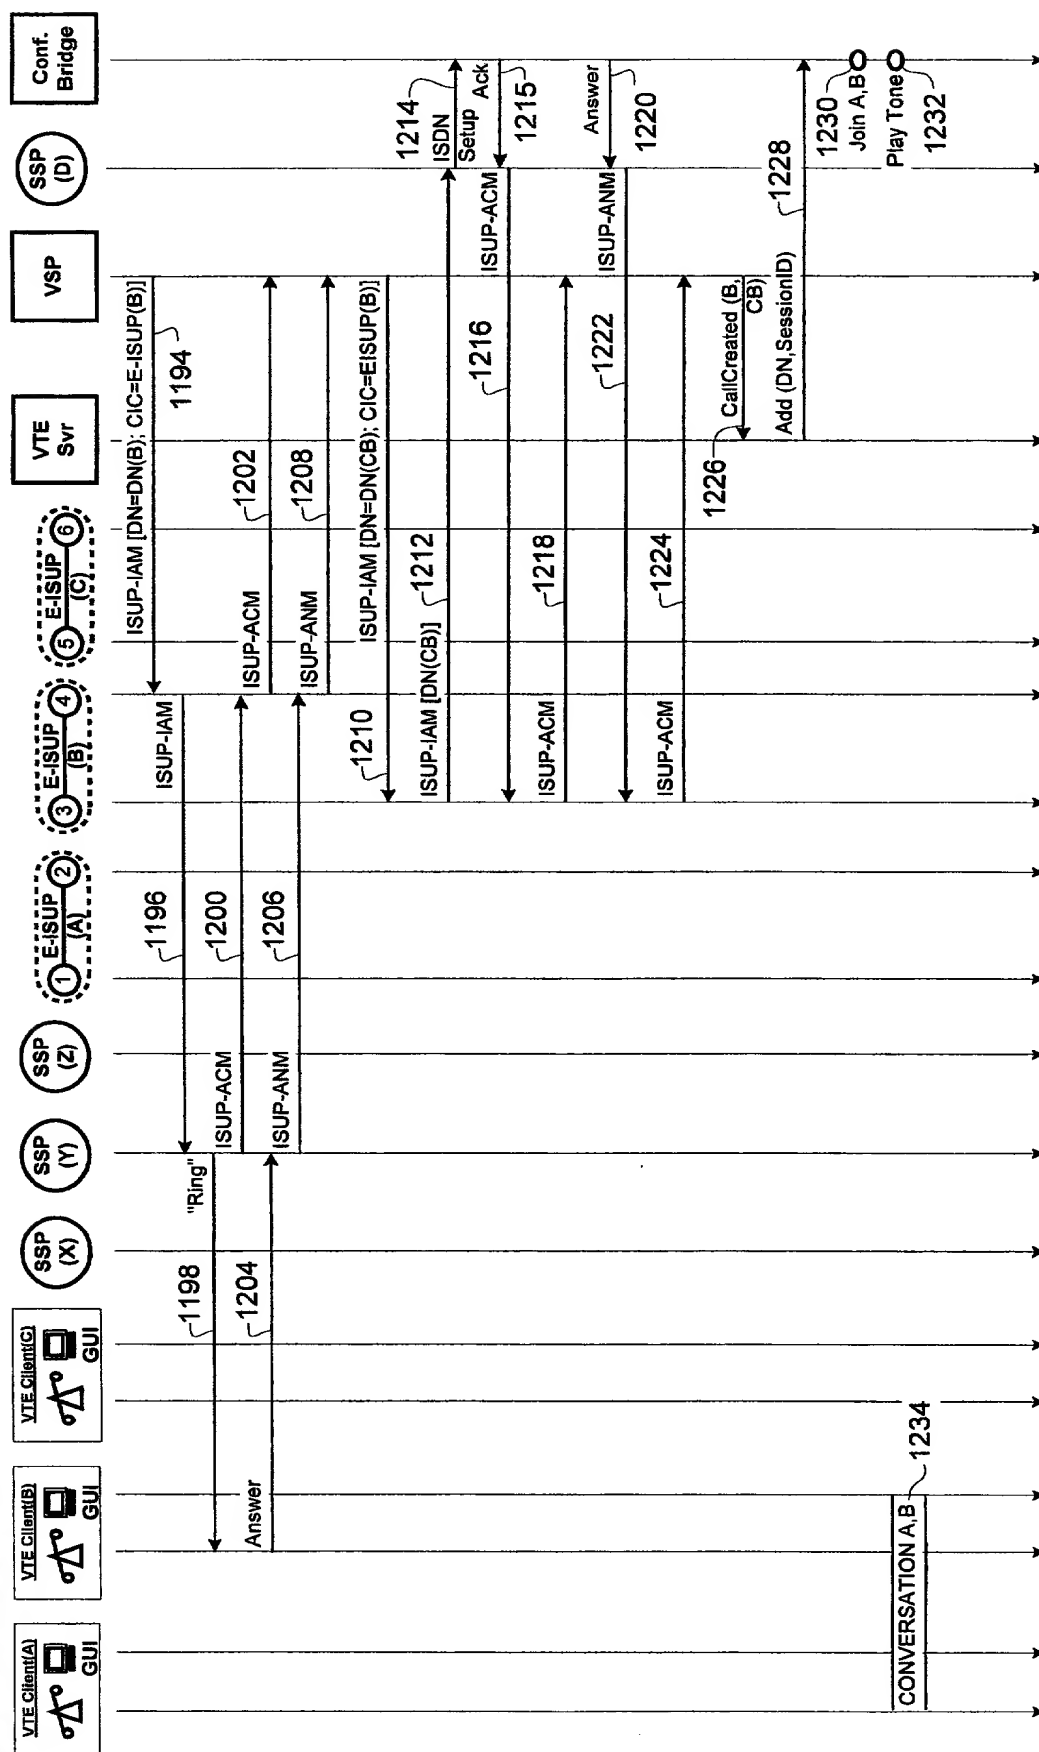 VTE Client(A)
GUI
VTE Client(B)
GUI
VTE Client(C)
GUI
SSP
(X)
SSP
(Y)
SSP
(Z)
1
E-ISUP
(A)
2
3
E-ISUP
(B)
4
5
E-ISUP
(C)
6
VTE
Svr
VSP
SSP
(D)
Conf.
Bridge
ISUP-IAM [DN=DN(B); CIC=E-ISUP(B)]
1194
ISUP-IAM
1196
"Ring"
1198
ISUP-ACM
1200
ISUP-ACM
1202
Answer
1204
ISUP-ANM
1206
ISUP-ANM
1208
ISUP-IAM [DN=DN(CB); CIC=EISUP(B)]
1210
ISUP-IAM [DN(CB)]
1212
ISDN
Setup
1214
Ack
1215
ISUP-ACM
1216
ISUP-ACM
1218
Answer
1220
ISUP-ANM
1222
ISUP-ACM
1224
CallCreated (B,
CB)
1226
Add (DN,SessionID)
1228
1230
Join A,B
Play Tone
1232
CONVERSATION A,B
1234